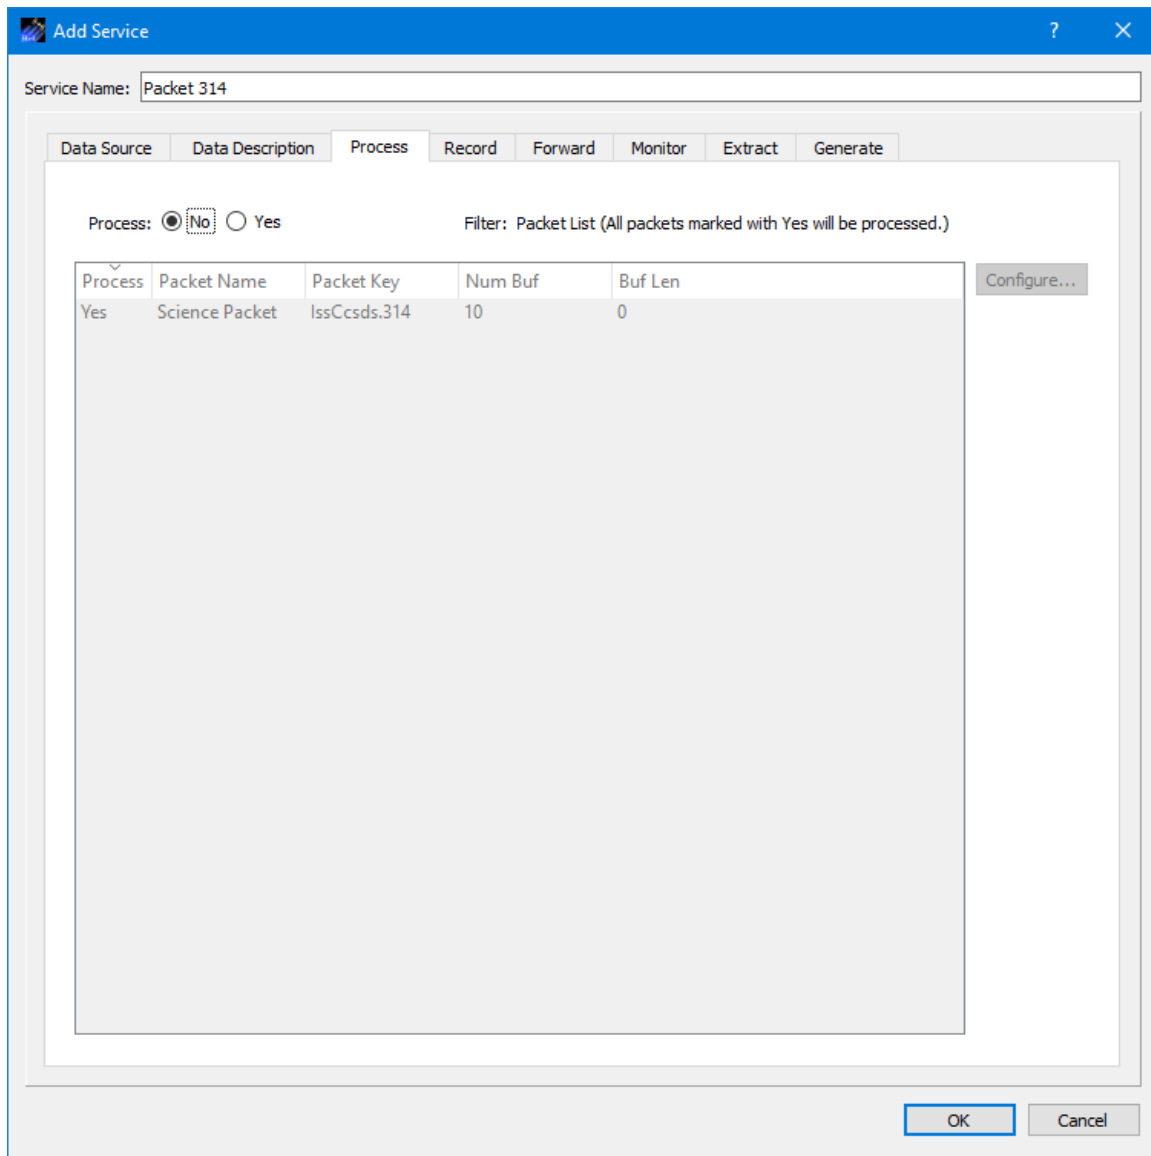 Add Service
Service Name: Packet 314
Data Source Data Description Process Record Forward Monitor Extract Generate
Process: No Yes Filter: Packet List (All packets marked with Yes will be processed.)
Process Packet Name Packet Key Num Buf Buf Len Configure...
Yes Science Packet IssCcsds.314 10 0
OK Cancel